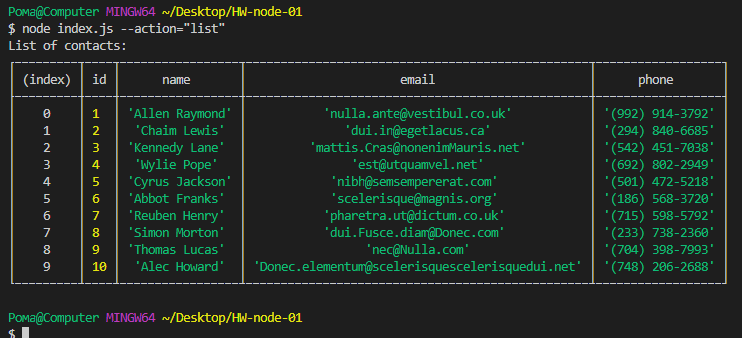 Рома@Computer MINGW64 ~/Desktop/HW-node-01
$ node index.js --action="list"
List of contacts:
(index) id name email phone
0 1 'Allen Raymond' 'nulla.ante@vestibul.co.uk' '(992) 914-3792'
1 2 'Chaim Lewis' 'dui.in@egetlacus.ca' '(294) 840-6685'
2 3 'Kennedy Lane' 'mattis.Cras@nonenimMauris.net' '(542) 451-7038'
3 4 'Wylie Pope' 'est@utquamvel.net' '(692) 802-2949'
4 5 'Cyrus Jackson' 'nibh@semsempererat.com' '(501) 472-5218'
5 6 'Abbot Franks' 'scelerisque@magnis.org' '(186) 568-3720'
6 7 'Reuben Henry' 'pharetra.ut@dictum.co.uk' '(715) 598-5792'
7 8 'Simon Morton' 'dui.Fusce.diam@Donec.com' '(233) 738-2360'
8 9 'Thomas Lucas' 'nec@Nulla.com' '(704) 398-7993'
9 10 'Alec Howard' 'Donec.elementum@scelerisquescelerisquedui.net' '(748) 206-2688'
Рома@Computer MINGW64 ~/Desktop/HW-node-01
$